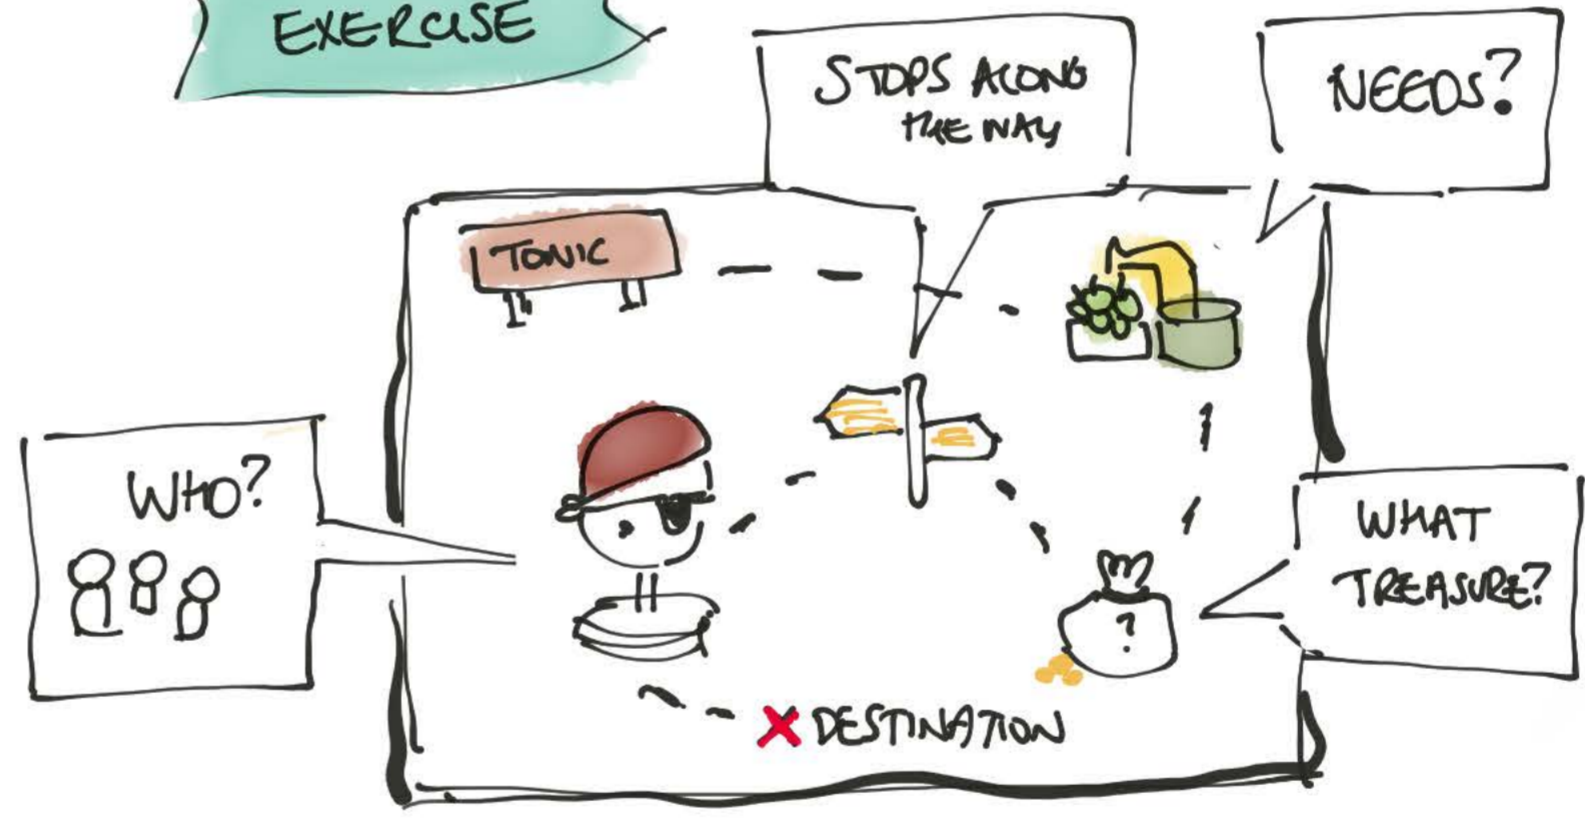 EXERCISE
STOPS ALONG
THE WAY
NEEDS?
TONIC
WHO?
WHAT
TREASURE?
?
DESTINATION